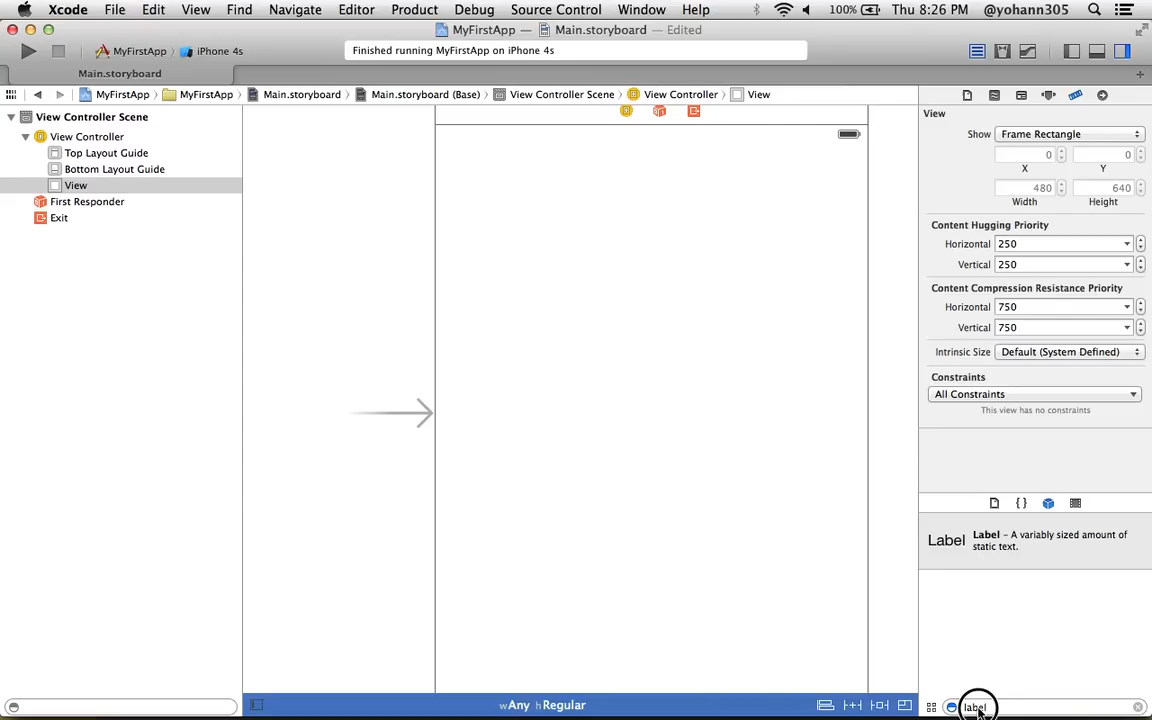 Xcode File Edit View Find Navigate Editor Product Debug Source Control Window Help 100% Thu 8:26 PM @yohann305
MyFirstApp — Main.storyboard — Edited
MyFirstApp › iPhone 4s Finished running MyFirstApp on iPhone 4s
Main.storyboard
MyFirstApp › MyFirstApp › Main.storyboard › Main.storyboard (Base) › View Controller Scene › View Controller › View
View Controller Scene
View Controller
Top Layout Guide
Bottom Layout Guide
View
First Responder
Exit
View
Show Frame Rectangle
0 0
X Y
480 640
Width Height
Content Hugging Priority
Horizontal 250
Vertical 250
Content Compression Resistance Priority
Horizontal 750
Vertical 750
Intrinsic Size Default (System Defined)
Constraints
All Constraints
This view has no constraints
{}
Label Label – A variably sized amount of
static text.
wAny hRegular
label